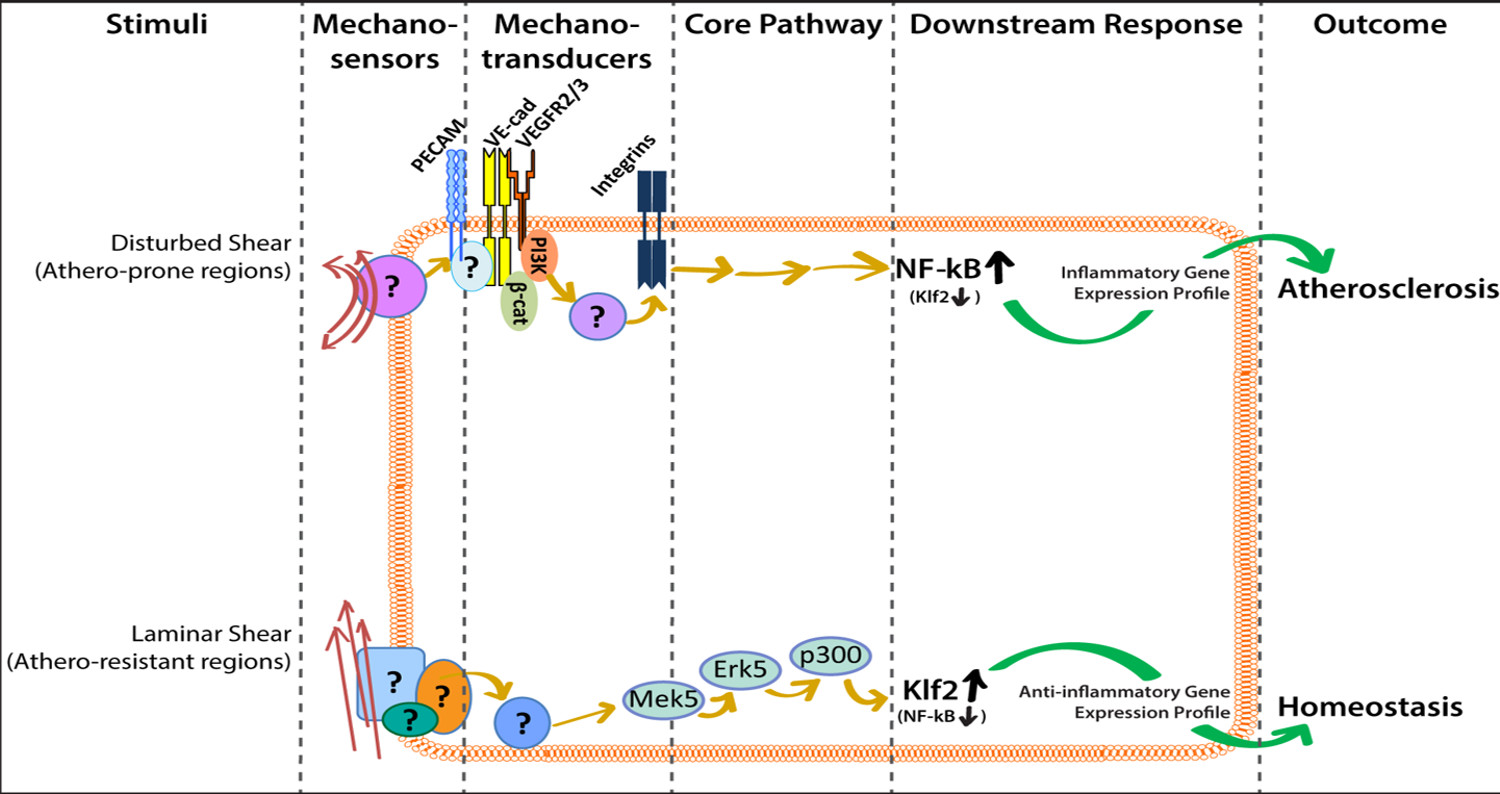 Stimuli
Mechano-
sensors
Mechano-
transducers
Core Pathway
Downstream Response
Outcome
PECAM
VE-cad
VEGFR2/3
Integrins
Disturbed Shear
(Athero-prone regions)
?
?
PI3K
β-cat
?
NF-kB
(Klf2 )
Inflammatory Gene
Expression Profile
Atherosclerosis
Laminar Shear
(Athero-resistant regions)
?
?
?
?
Mek5
Erk5
p300
Klf2
(NF-kB )
Anti-inflammatory Gene
Expression Profile
Homeostasis